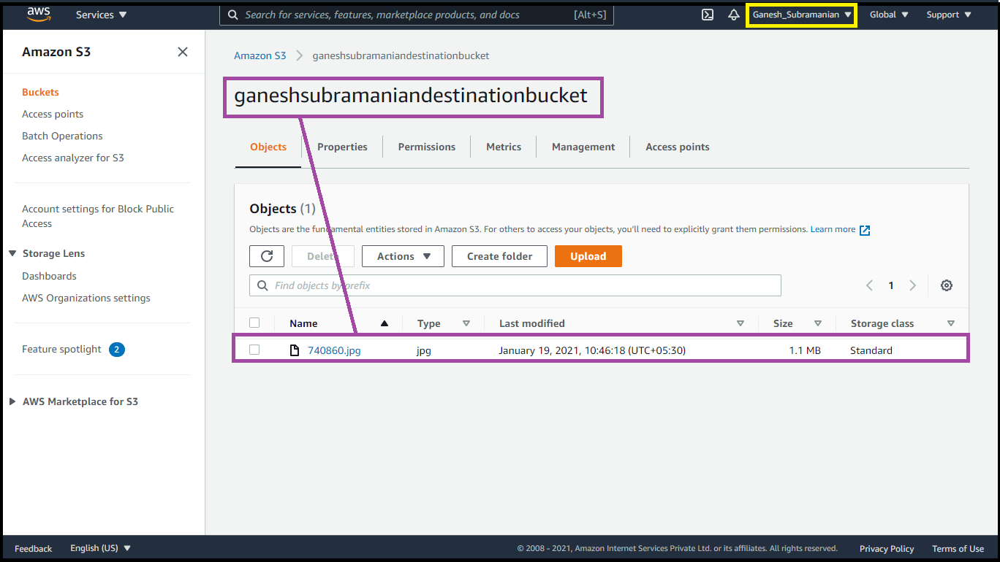 aws Services Search for services, features, marketplace products, and docs [Alt+S] Ganesh_Subramanian Global Support
Amazon S3
Buckets
Access points
Batch Operations
Access analyzer for S3
Account settings for Block Public
Access
Storage Lens
Dashboards
AWS Organizations settings
Feature spotlight 2
AWS Marketplace for S3
Amazon S3 ganeshsubramaniandestinationbucket
ganeshsubramaniandestinationbucket
Objects Properties Permissions Metrics Management Access points
Objects (1)
Objects are the fundamental entities stored in Amazon S3. For others to access your objects, you'll need to explicitly grant them permissions. Learn more
Delete Actions Create folder Upload
Find objects by prefix 1
Name Type Last modified Size Storage class
740860.jpg jpg January 19, 2021, 10:46:18 (UTC+05:30) 1.1 MB Standard
Feedback English (US) © 2008 - 2021, Amazon Internet Services Private Ltd. or its affiliates. All rights reserved. Privacy Policy Terms of Use